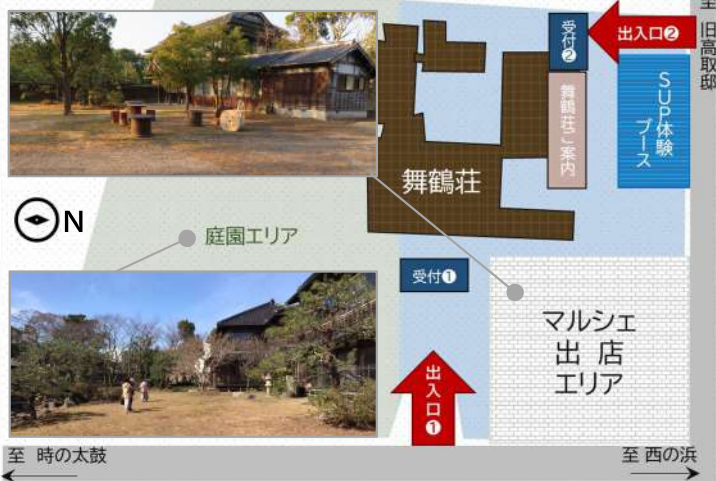 至 旧高取邸
出入口❷
受付❷
SUP体験
ブース
舞鶴荘ご案内
舞鶴荘
N
庭園エリア
受付❶
マルシェ
出 店
エリア
出入口❶
至 時の太鼓
至 西の浜